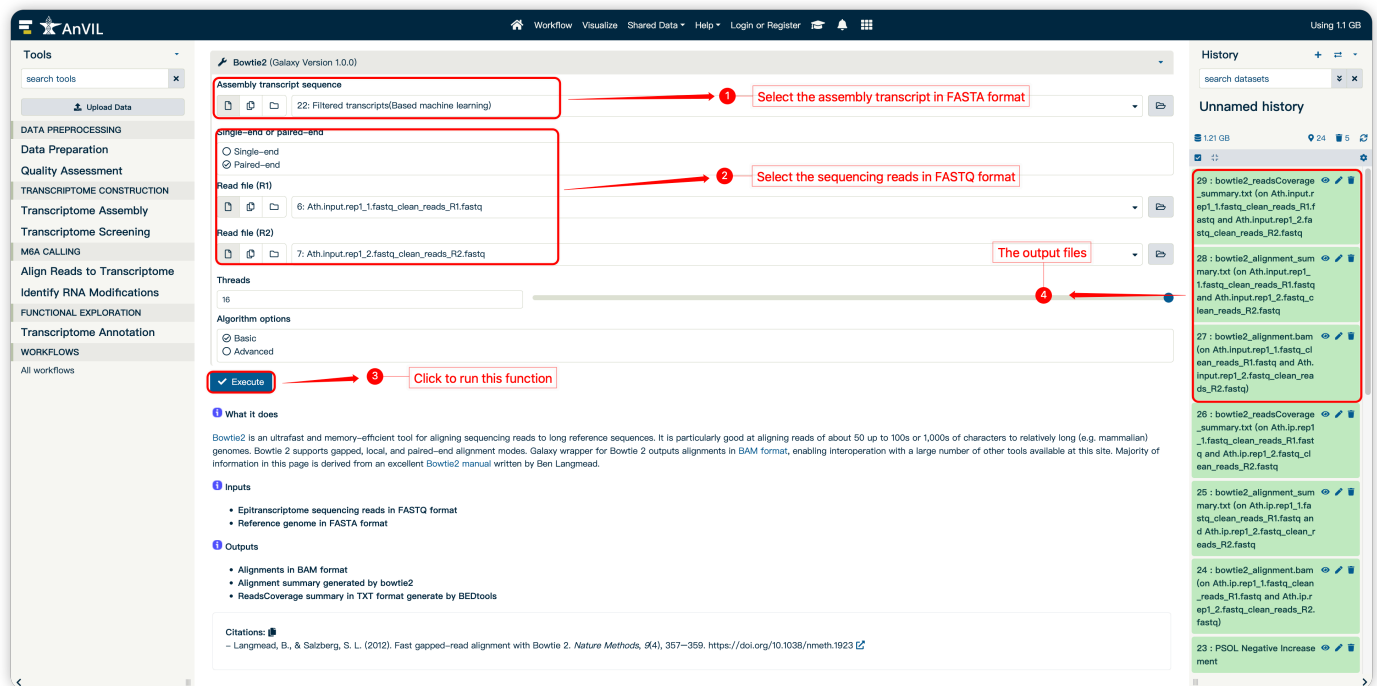 AnVIL
Workflow Visualize Shared Data Help Login or Register
Using 1.1 GB
Tools
search tools
Upload Data
DATA PREPROCESSING
Data Preparation
Quality Assessment
TRANSCRIPTOME CONSTRUCTION
Transcriptome Assembly
Transcriptome Screening
M6A CALLING
Align Reads to Transcriptome
Identify RNA Modifications
FUNCTIONAL EXPLORATION
Transcriptome Annotation
WORKFLOWS
All workflows
Bowtie2 (Galaxy Version 1.0.0)
Assembly transcript sequence
22: Filtered transcripts(Based machine learning)
1 Select the assembly transcript in FASTA format
Single-end or paired-end
Single-end
Paired-end
2 Select the sequencing reads in FASTQ format
Read file (R1)
6: Ath.input.rep1_1.fastq_clean_reads_R1.fastq
Read file (R2)
7: Ath.input.rep1_2.fastq_clean_reads_R2.fastq
The output files
4
Threads
16
Algorithm options
Basic
Advanced
Execute
3 Click to run this function
What it does
Bowtie2 is an ultrafast and memory-efficient tool for aligning sequencing reads to long reference sequences. It is particularly good at aligning reads of about 50 up to 100s or 1,000s of characters to relatively long (e.g. mammalian)
genomes. Bowtie 2 supports gapped, local, and paired-end alignment modes. Galaxy wrapper for Bowtie 2 outputs alignments in BAM format, enabling interoperation with a large number of other tools available at this site. Majority of
information in this page is derived from an excellent Bowtie2 manual written by Ben Langmead.
Inputs
• Epitranscriptome sequencing reads in FASTQ format
• Reference genome in FASTA format
Outputs
• Alignments in BAM format
• Alignment summary generated by bowtie2
• ReadsCoverage summary in TXT format generate by BEDtools
Citations:
– Langmead, B., & Salzberg, S. L. (2012). Fast gapped-read alignment with Bowtie 2. Nature Methods, 9(4), 357–359. https://doi.org/10.1038/nmeth.1923
History
search datasets
Unnamed history
1.21 GB 24 5
29 : bowtie2_readsCoverage
_summary.txt (on Ath.input.r
ep1_1.fastq_clean_reads_R1.f
astq and Ath.input.rep1_2.fa
stq_clean_reads_R2.fastq
28 : bowtie2_alignment_sum
mary.txt (on Ath.input.rep1_
1.fastq_clean_reads_R1.fastq
and Ath.input.rep1_2.fastq_c
lean_reads_R2.fastq
27 : bowtie2_alignment.bam
(on Ath.input.rep1_1.fastq_cl
ean_reads_R1.fastq and Ath.
input.rep1_2.fastq_clean_rea
ds_R2.fastq)
26 : bowtie2_readsCoverage
_summary.txt (on Ath.ip.rep1
_1.fastq_clean_reads_R1.fast
q and Ath.ip.rep1_2.fastq_cl
ean_reads_R2.fastq
25 : bowtie2_alignment_sum
mary.txt (on Ath.ip.rep1_1.fa
stq_clean_reads_R1.fastq an
d Ath.ip.rep1_2.fastq_clean_r
eads_R2.fastq
24 : bowtie2_alignment.bam
(on Ath.ip.rep1_1.fastq_clean
_reads_R1.fastq and Ath.ip.r
ep1_2.fastq_clean_reads_R2.
fastq)
23 : PSOL Negative Increase
ment